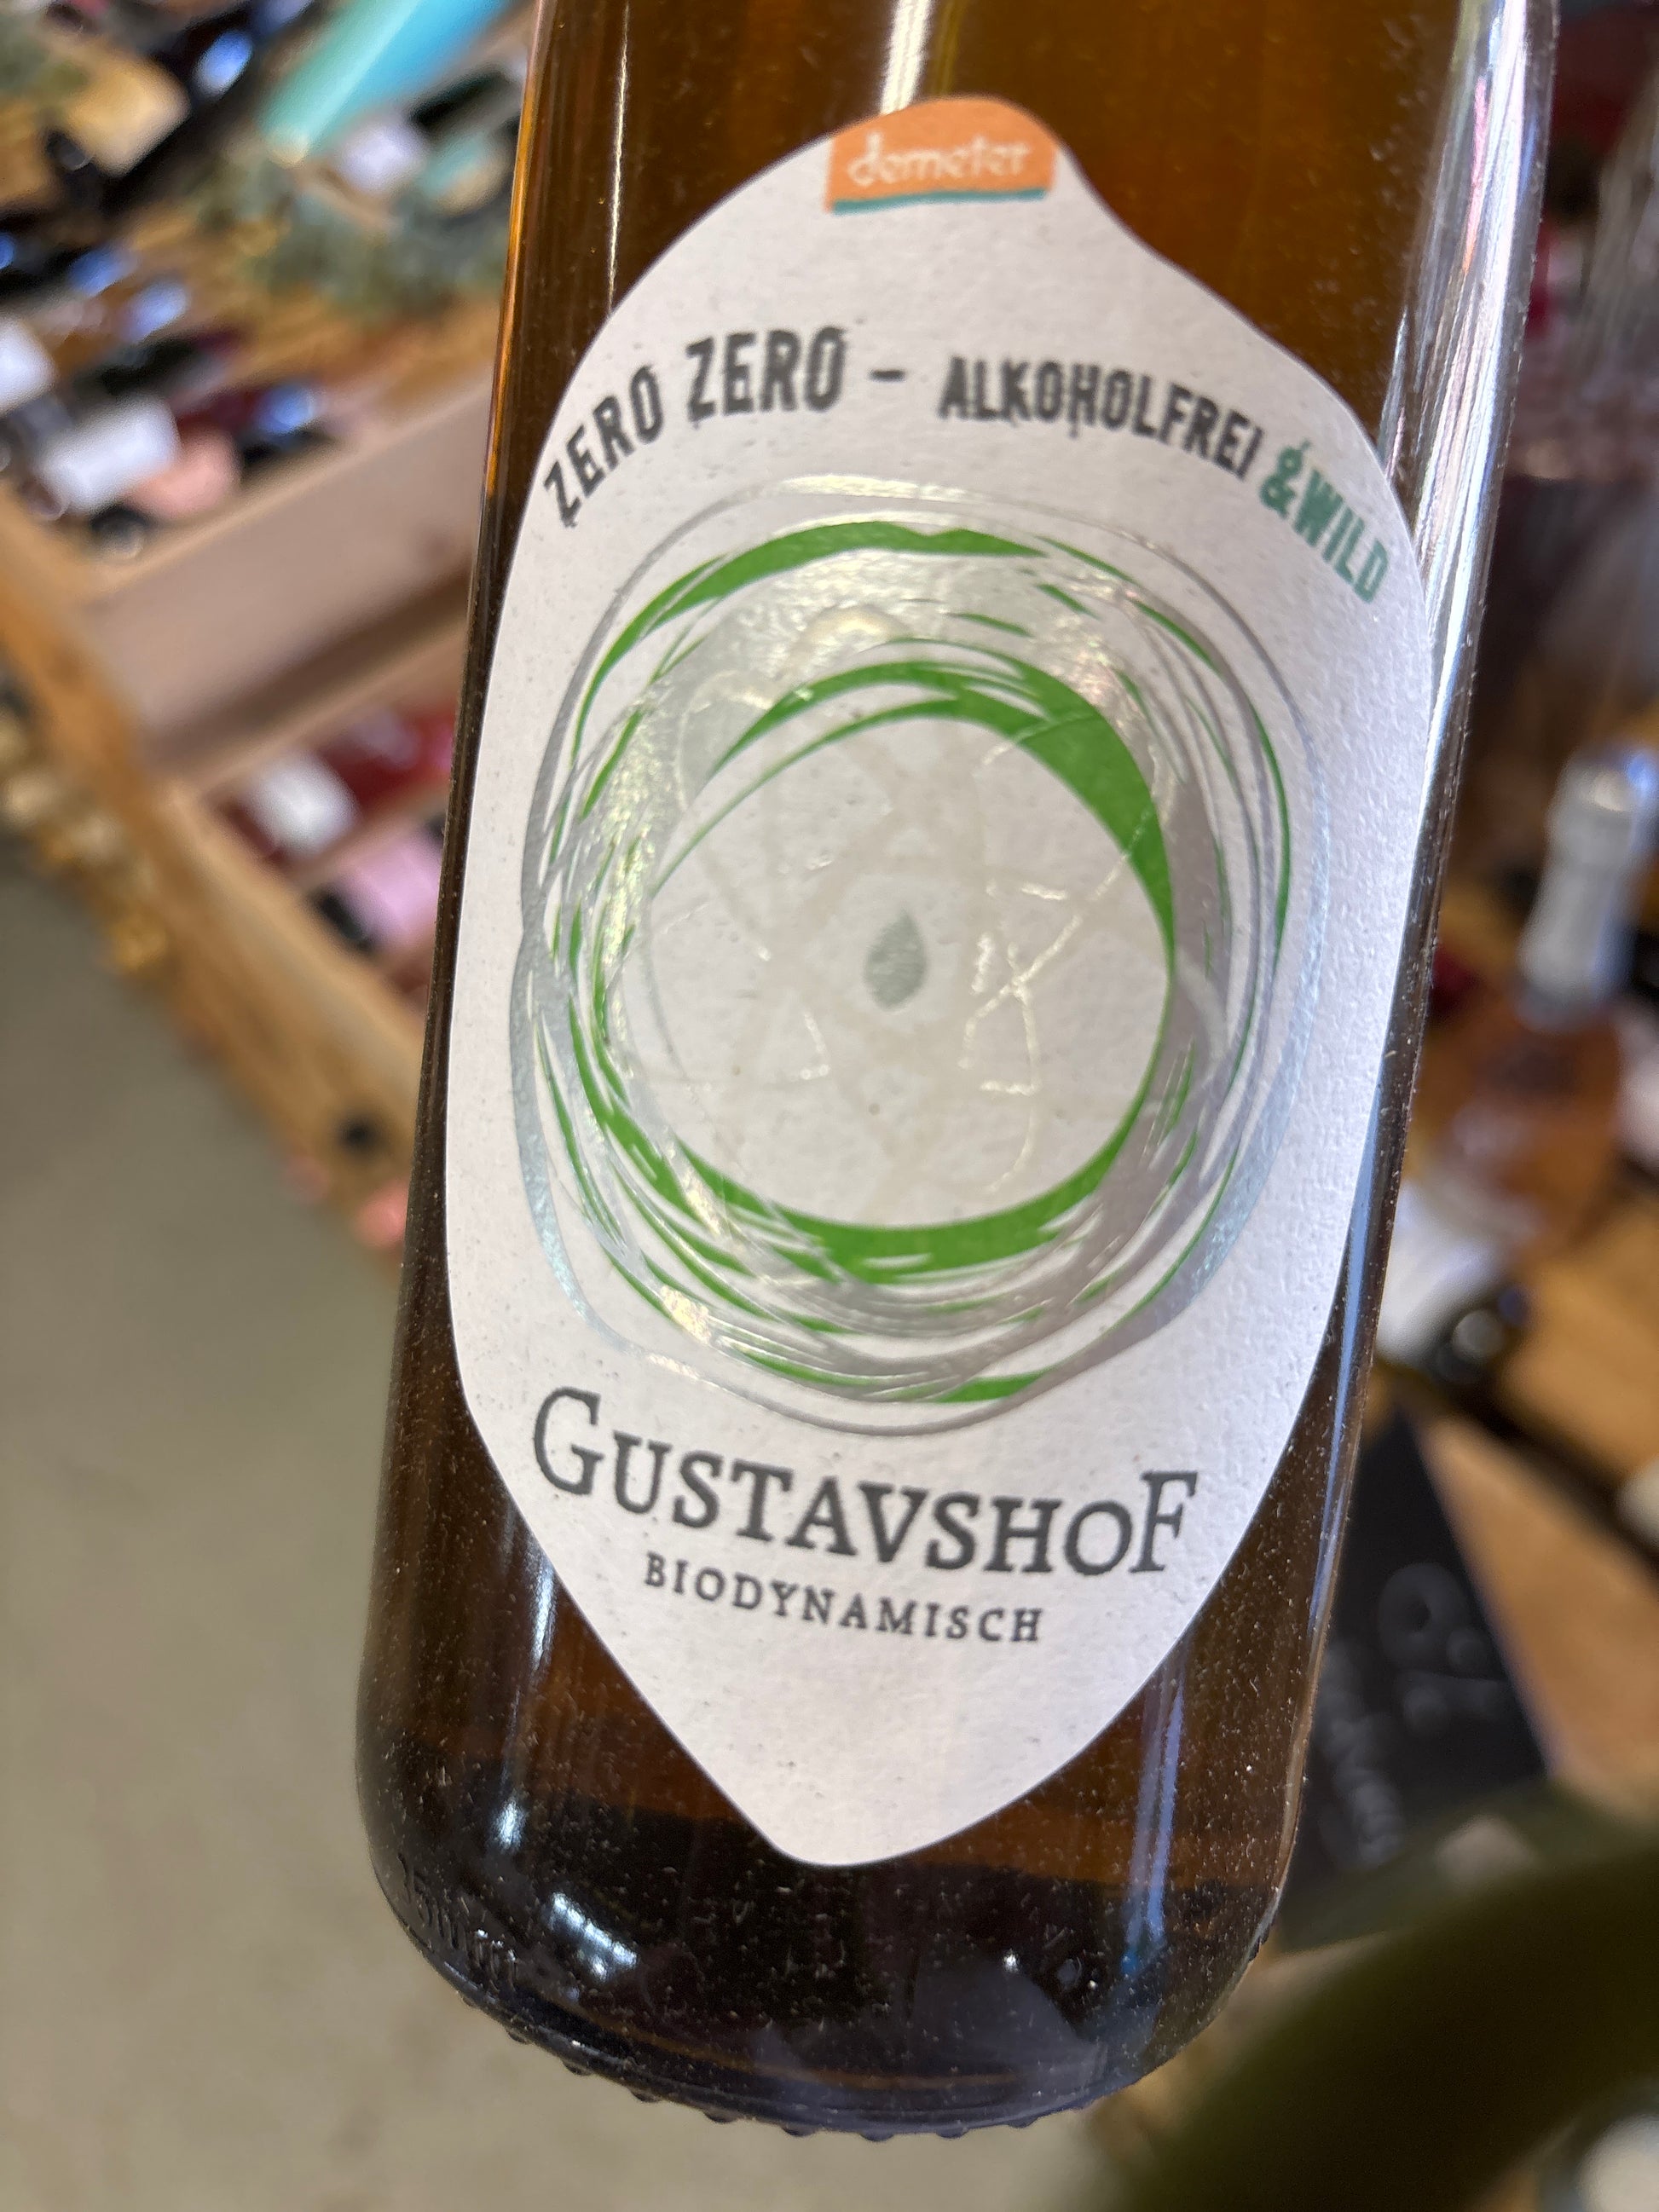 demeter
ZERO ZERO – ALKOHOLFREI & WILD
GUSTAVSHOF
BIODYNAMISCH